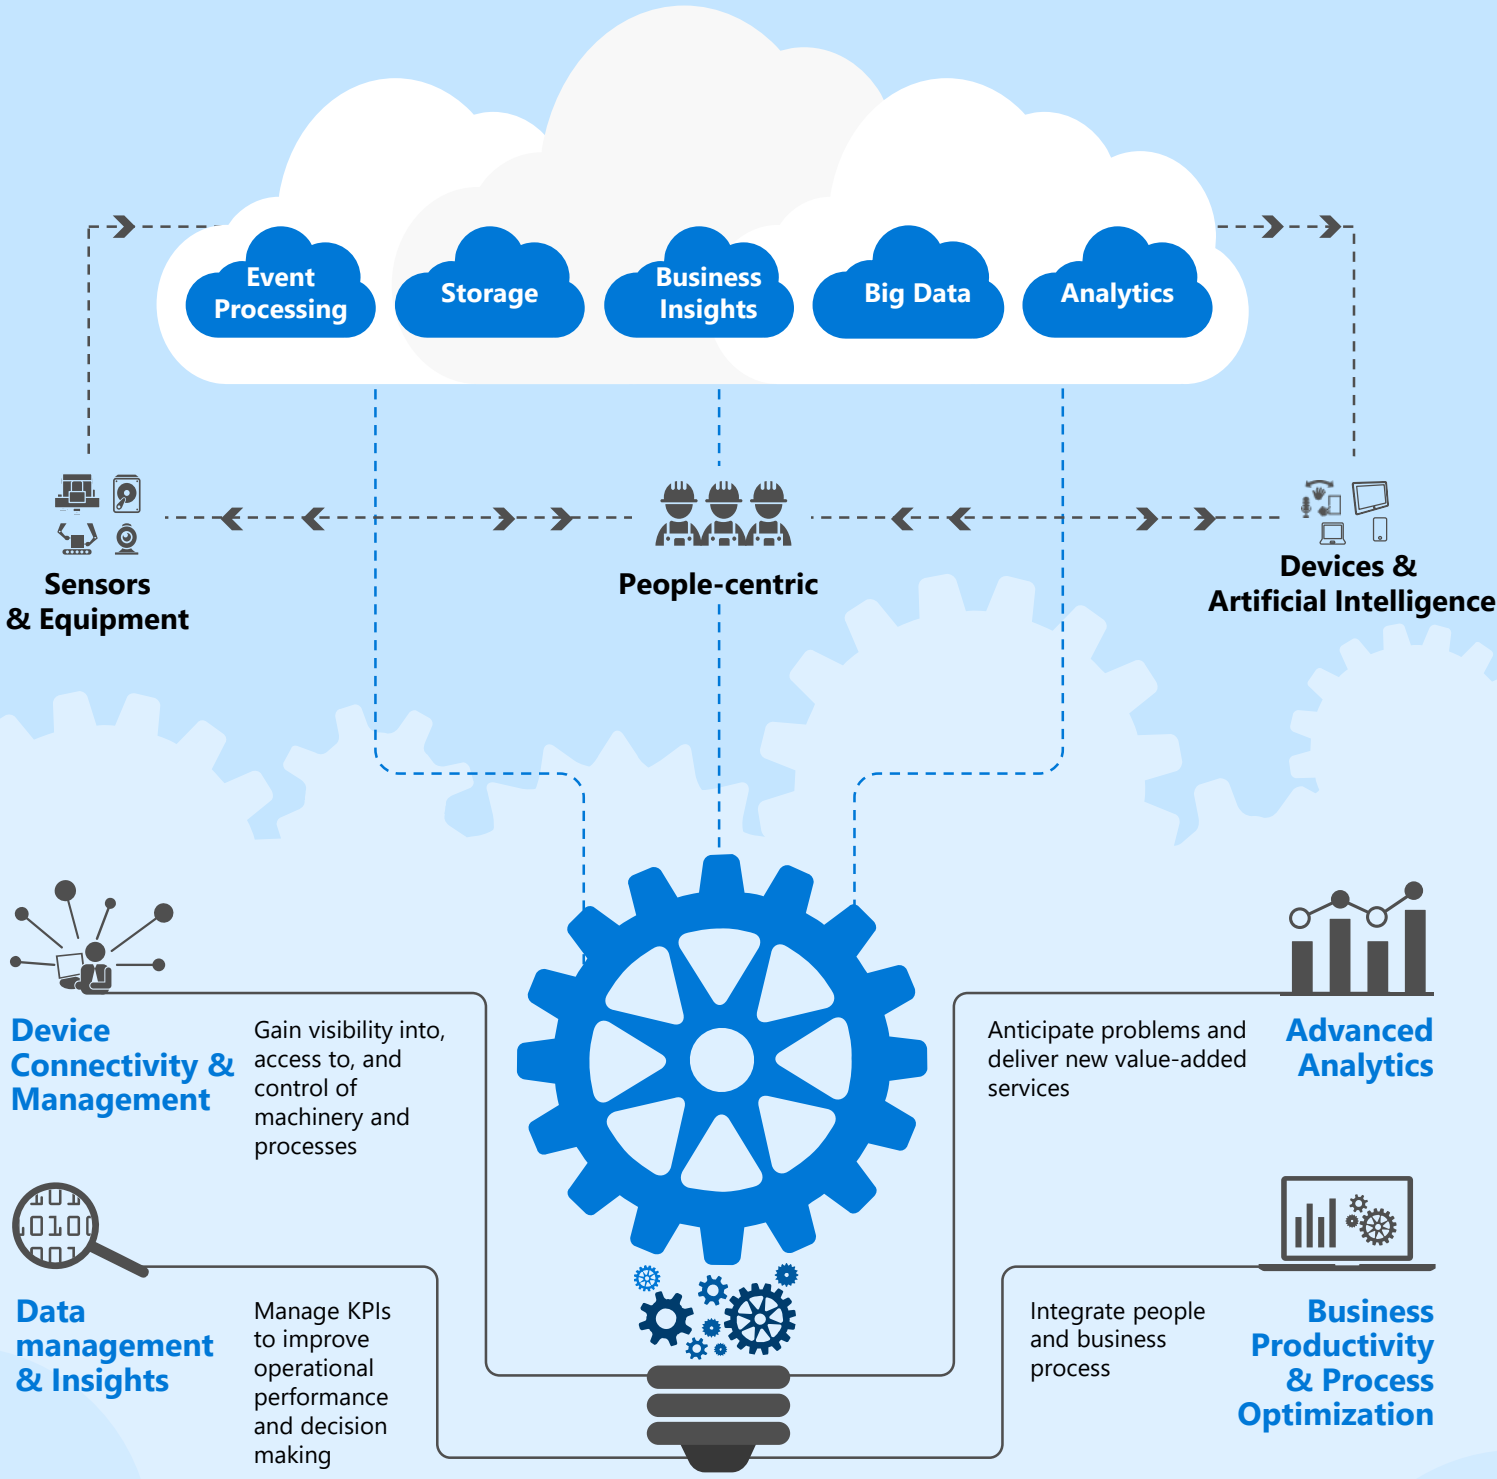 Event
Processing
Storage
Business
Insights
Big Data
Analytics
Sensors
& Equipment
People-centric
Devices &
Artificial Intelligence
Device
Connectivity &
Management
Gain visibility into,
access to, and
control of
machinery and
processes
Anticipate problems and
deliver new value-added
services
Advanced
Analytics
101
01010
001
Data
management
& Insights
Manage KPIs
to improve
operational
performance
and decision
making
Integrate people
and business
process
Business
Productivity
& Process
Optimization